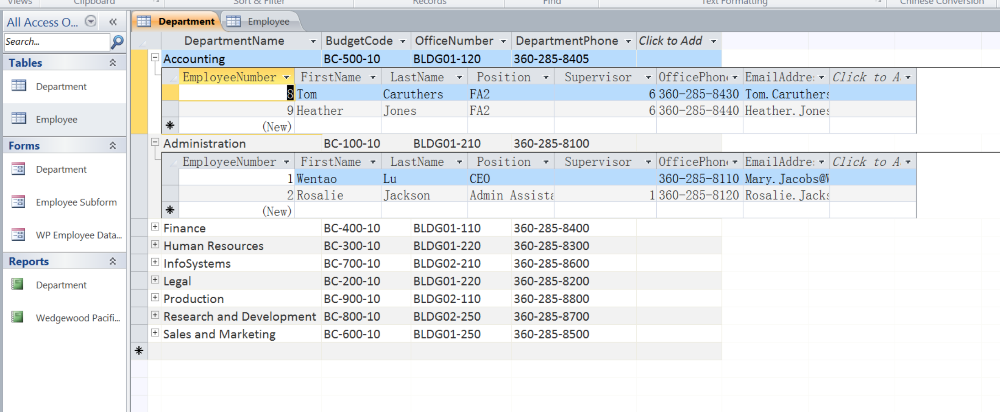 Views Clipboard Sort & Filter Records Find Text Formatting Chinese Conversion
All Access O... «
Search...
Tables
Department
Employee
Forms
Department
Employee Subform
WP Employee Data...
Reports
Department
Wedgewood Pacifi...
Department Employee
DepartmentName BudgetCode OfficeNumber DepartmentPhone Click to Add
Accounting BC-500-10 BLDG01-120 360-285-8405
EmployeeNumber FirstName LastName Position Supervisor OfficePhon EmailAddre Click to A
8 Tom Caruthers FA2 6 360-285-8430 Tom.Caruthers
9 Heather Jones FA2 6 360-285-8440 Heather.Jones
(New)
Administration BC-100-10 BLDG01-210 360-285-8100
EmployeeNumber FirstName LastName Position Supervisor OfficePhon EmailAddre Click to A
1 Wentao Lu CEO 360-285-8110 Mary.Jacobs@W
2 Rosalie Jackson Admin Assista 1 360-285-8120 Rosalie.Jacks
(New)
Finance BC-400-10 BLDG01-110 360-285-8400
Human Resources BC-300-10 BLDG01-220 360-285-8300
InfoSystems BC-700-10 BLDG02-210 360-285-8600
Legal BC-200-10 BLDG01-220 360-285-8200
Production BC-900-10 BLDG02-110 360-285-8800
Research and Development BC-800-10 BLDG02-250 360-285-8700
Sales and Marketing BC-600-10 BLDG01-250 360-285-8500